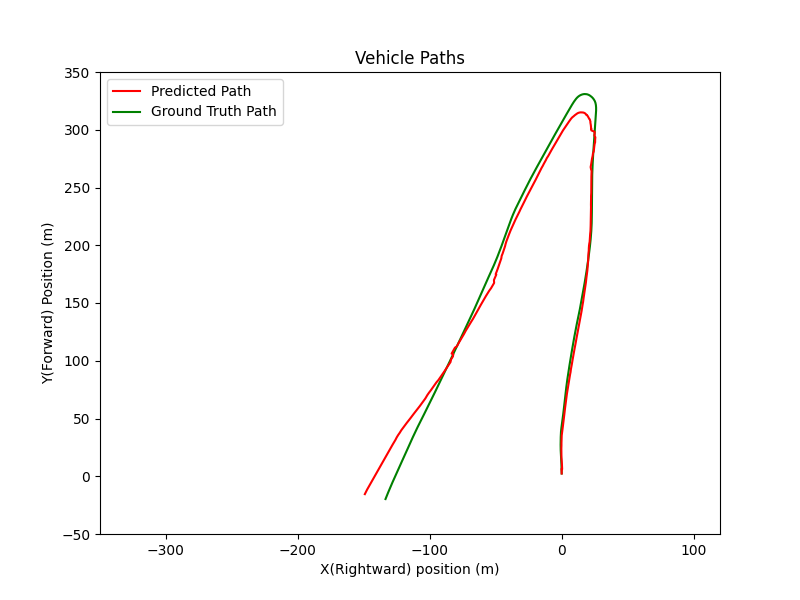 Vehicle Paths
Predicted Path
Ground Truth Path
350
300
250
200
150
100
50
0
−50
Y(Forward) Position (m)
−300
−200
−100
0
100
X(Rightward) position (m)